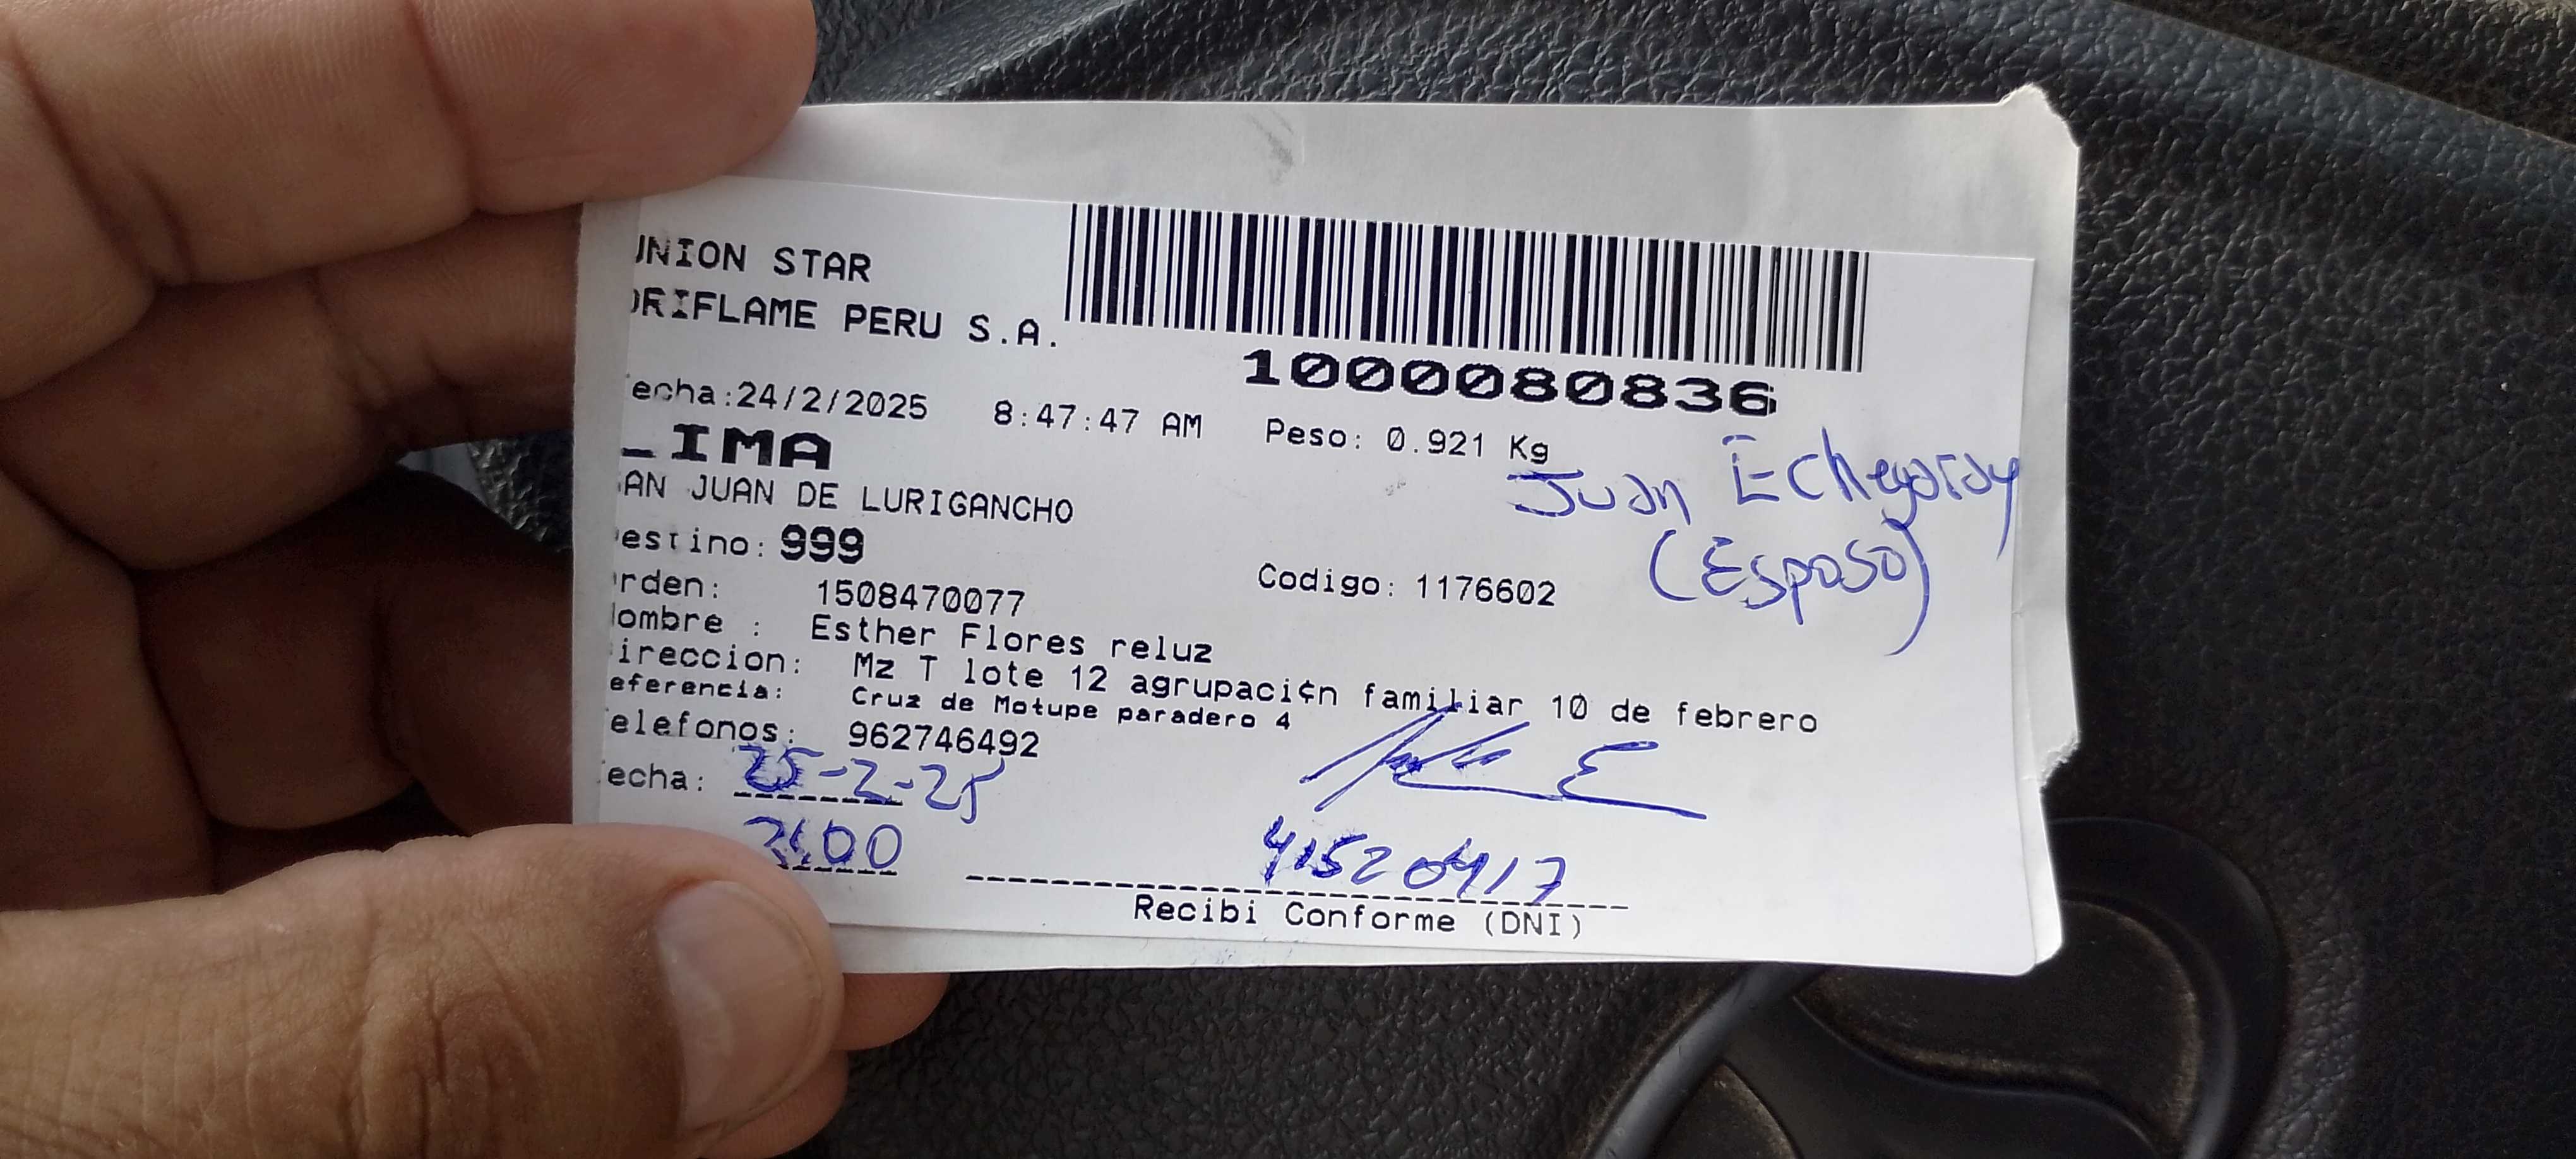 UNION STAR
ORIFLAME PERU S.A.
1000080836
echa:24/2/2025 8:47:47 AM Peso: 0.921 Kg
LIMA
AN JUAN DE LURIGANCHO
Juan Echegaray
(Esposo)
estino: 999
rden: 1508470077 Codigo: 1176602
ombre : Esther Flores reluz
ireccion: Mz T lote 12 agrupaci¢n familiar 10 de febrero
eferencia: Cruz de Motupe paradero 4
elefonos: 962746492
echa: 25-2-25
41520417
Recibi Conforme (DNI)